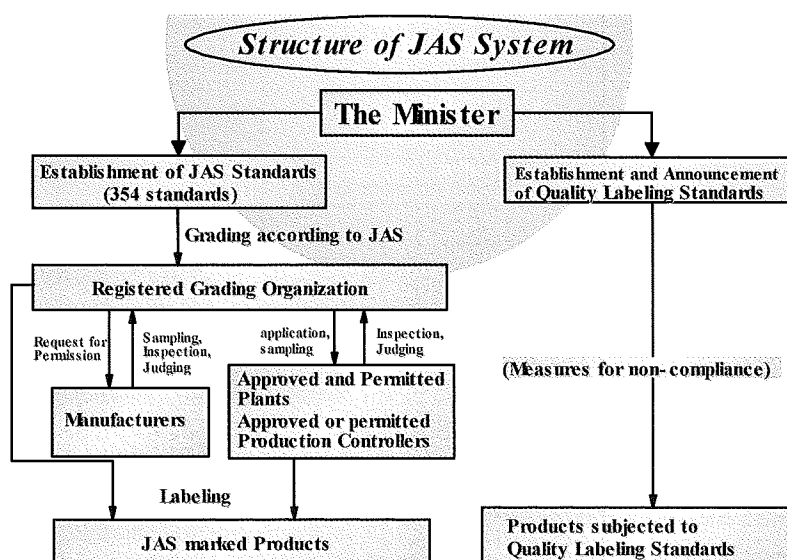 Structure of JAS System
The Minister
Establishment of JAS Standards
(354 standards)
Establishment and Announcement
of Quality Labeling Standards
Grading according to JAS
Registered Grading Organization
Request for
Permission
Sampling,
Inspection,
Judging
application,
sampling
Inspection,
Judging
(Measures for non-compliance)
Manufacturers
Approved and Permitted
Plants
Approved or permitted
Production Controllers
Labeling
JAS marked Products
Products subjected to
Quality Labeling Standards